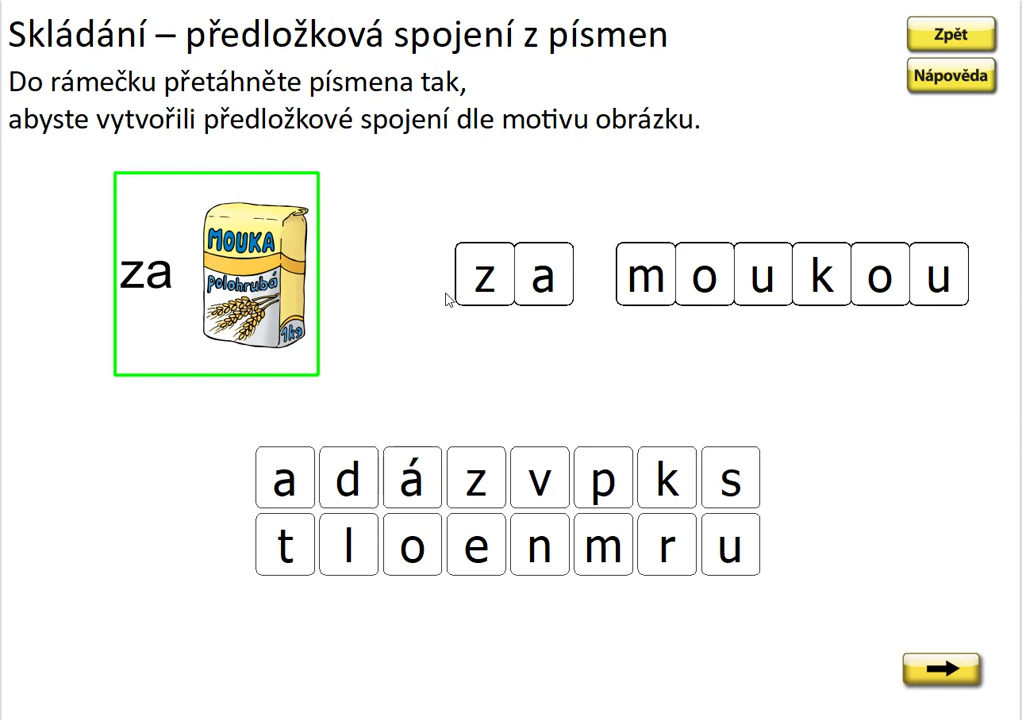 Skládání – předložková spojení z písmen
Zpět
Do rámečku přetáhněte písmena tak,
Nápověda
abyste vytvořili předložkové spojení dle motivu obrázku.
za
MOUKA
polohrubá
1kg
z a m o u k o u
a d á z v p k s
t l o e n m r u